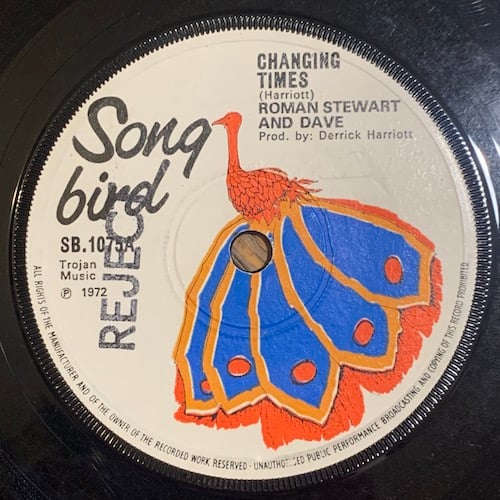 CHANGING
TIMES
(Harriott)
ROMAN STEWART
AND DAVE
Prod. by: Derrick Harriott
Song
bird
SB.1075A
Trojan
Music
Ⓟ 1972
REJEC
ALL RIGHTS OF THE MANUFACTURER AND OF THE OWNER OF THE RECORDED WORK RESERVED - PUBLIC PERFORMANCE BROADCASTING AND COPYING OF THIS RECORD PROHIBITED